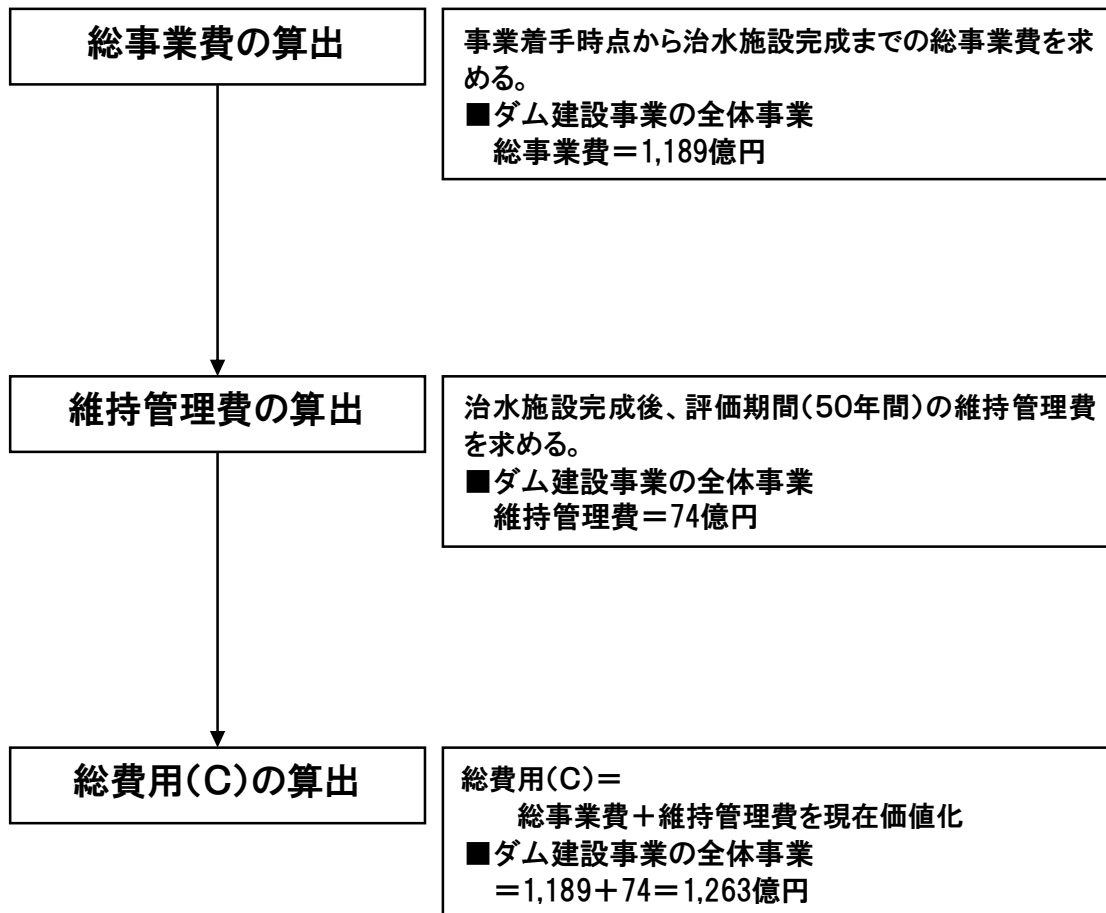 総事業費の算出
事業着手時点から治水施設完成までの総事業費を求
める。
■ダム建設事業の全体事業
総事業費＝1,189億円
維持管理費の算出
治水施設完成後、評価期間（50年間）の維持管理費
を求める。
■ダム建設事業の全体事業
維持管理費＝74億円
総費用（C）の算出
総費用（C）＝
総事業費＋維持管理費を現在価値化
■ダム建設事業の全体事業
＝1,189＋74＝1,263億円